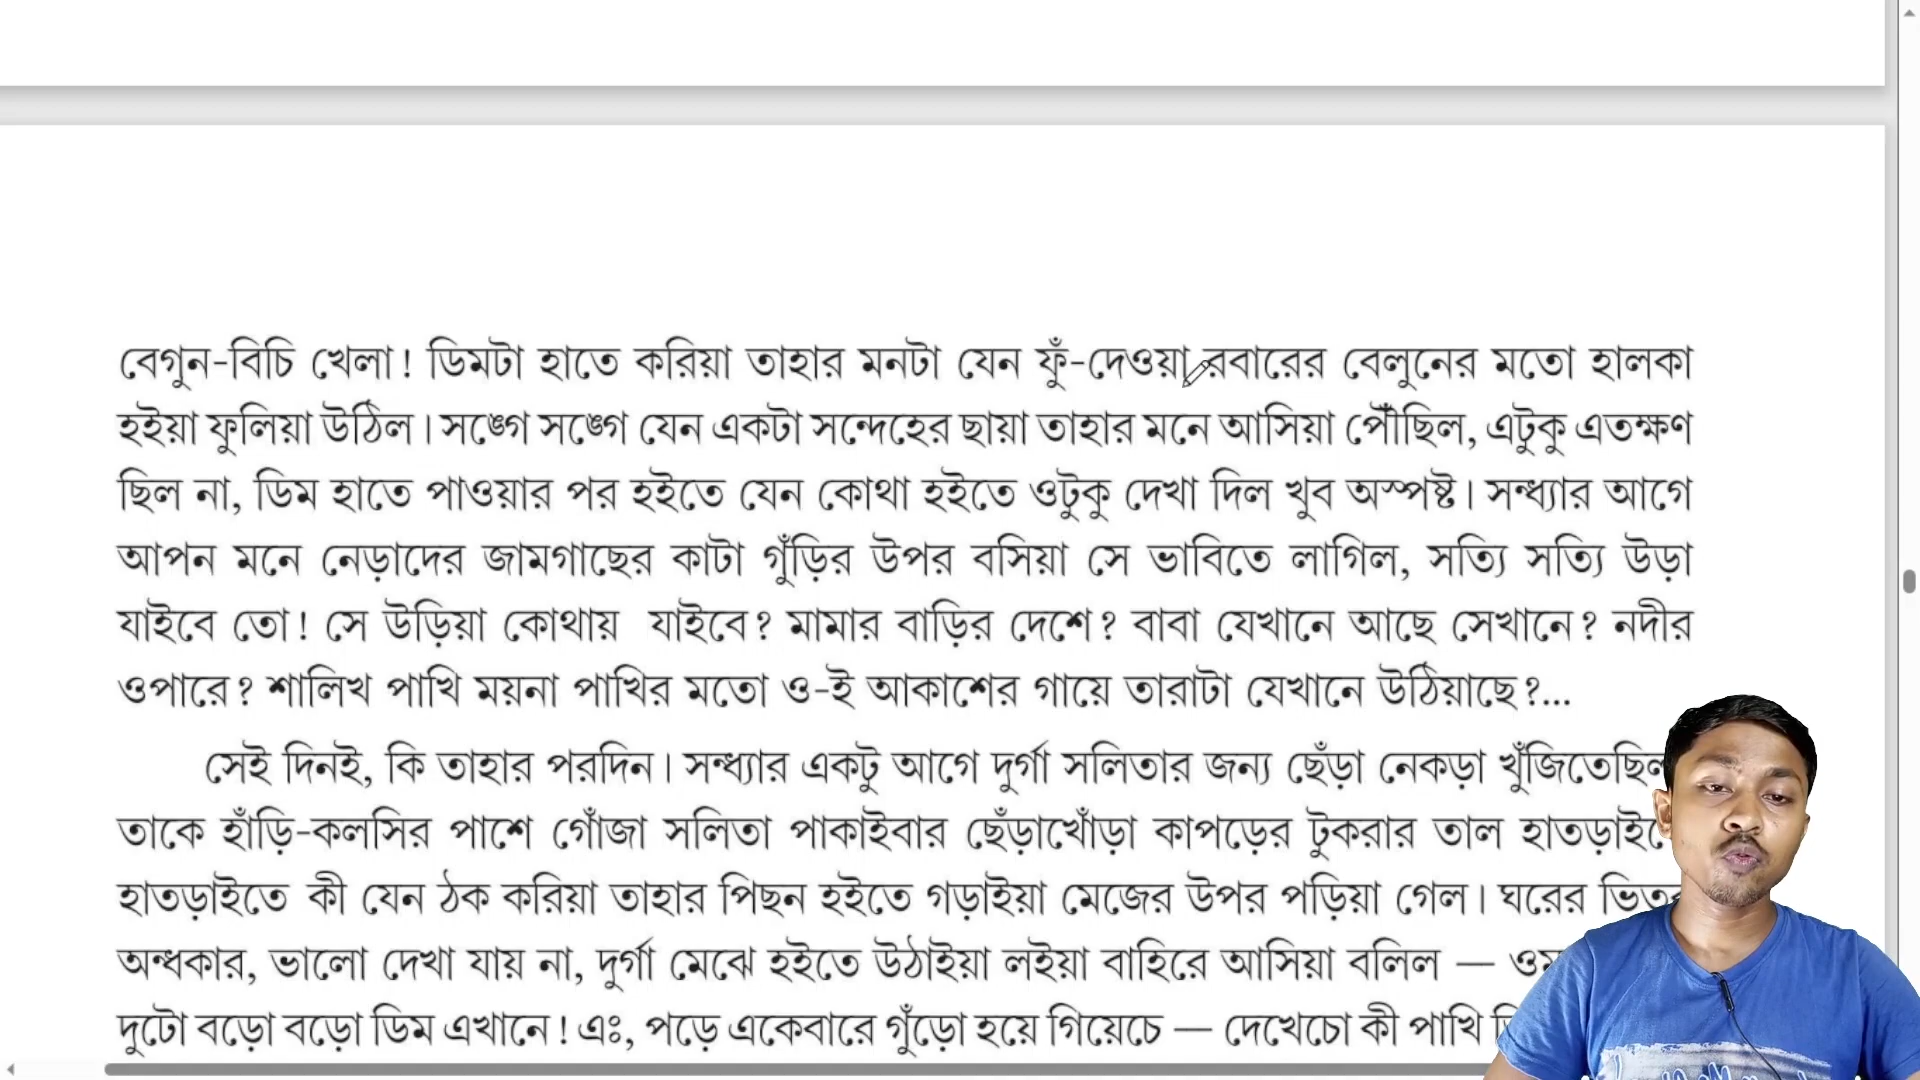 বেগুন-বিচি খেলা! ডিমটা হাতে করিয়া তাহার মনটা যেন ফুঁ-দেওয়া রবারের বেলুনের মতো হালকা
হইয়া ফুলিয়া উঠিল। সঙ্গে সঙ্গে যেন একটা সন্দেহের ছায়া তাহার মনে আসিয়া পৌঁছিল, এটুকু এতক্ষণ
ছিল না, ডিম হাতে পাওয়ার পর হইতে যেন কোথা হইতে ওটুকু দেখা দিল খুব অস্পষ্ট। সন্ধ্যার আগে
আপন মনে নেড়াদের জামগাছের কাটা গুঁড়ির উপর বসিয়া সে ভাবিতে লাগিল, সত্যি সত্যি উড়া
যাইবে তো! সে উড়িয়া কোথায় যাইবে? মামার বাড়ির দেশে? বাবা যেখানে আছে সেখানে? নদীর
ওপারে? শালিখ পাখি ময়না পাখির মতো ও-ই আকাশের গায়ে তারাটা যেখানে উঠিয়াছে?...
সেই দিনই, কি তাহার পরদিন। সন্ধ্যার একটু আগে দুর্গা সলিতার জন্য ছেঁড়া নেকড়া খুঁজিতেছিল
তাকে হাঁড়ি-কলসির পাশে গোঁজা সলিতা পাকাইবার ছেঁড়াখোঁড়া কাপড়ের টুকরার তাল
হাতড়াইতে কী যেন ঠক করিয়া তাহার পিছন হইতে গড়াইয়া মেজের উপর পড়িয়া গেল। ঘরের
অন্ধকার, ভালো দেখা যায় না, দুর্গা মেঝে হইতে উঠাইয়া লইয়া বাহিরে আসিয়া বলিল —
দুটো বড়ো বড়ো ডিম এখানে! এঃ, পড়ে একেবারে গুঁড়ো হয়ে গিয়েচে — দেখেচো কী পাখি